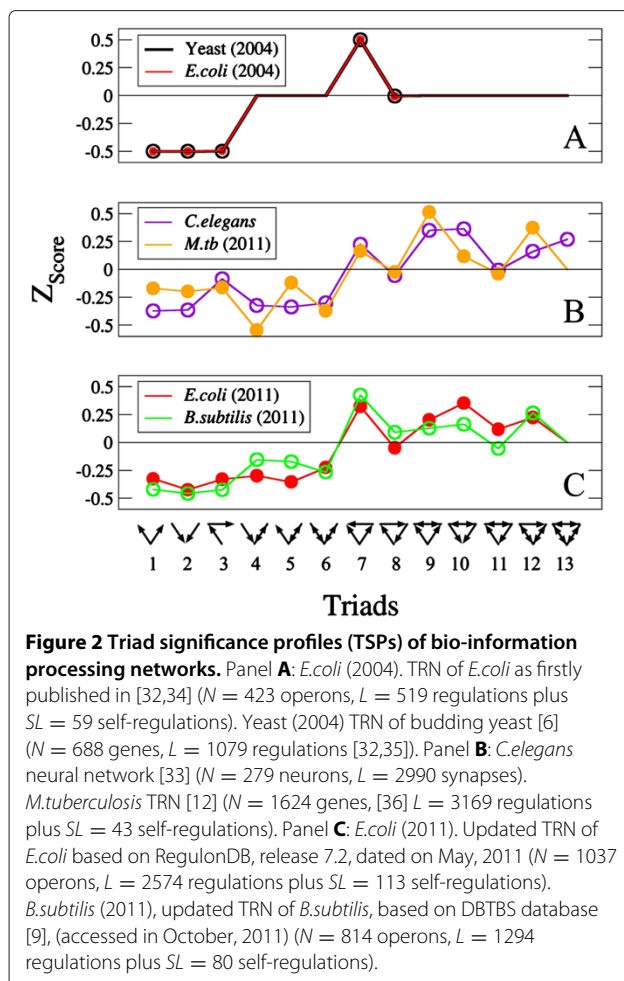 0.5
Yeast (2004)
0.25
E.coli (2004)
0
-0.25
-0.5
A
0.5
C.elegans
0.25
M.tb (2011)
0
-0.25
-0.5
B
ZScore
0.5
E.coli (2011)
0.25
B.subtilis (2011)
0
-0.25
-0.5
C
1 2 3 4 5 6 7 8 9 10 11 12 13
Triads
Figure 2 Triad significance profiles (TSPs) of bio-information
processing networks. Panel A: E.coli (2004). TRN of E.coli as firstly
published in [32,34] (N = 423 operons, L = 519 regulations plus
SL = 59 self-regulations). Yeast (2004) TRN of budding yeast [6]
(N = 688 genes, L = 1079 regulations [32,35]). Panel B: C.elegans
neural network [33] (N = 279 neurons, L = 2990 synapses).
M.tuberculosis TRN [12] (N = 1624 genes, [36] L = 3169 regulations
plus SL = 43 self-regulations). Panel C: E.coli (2011). Updated TRN of
E.coli based on RegulonDB, release 7.2, dated on May, 2011 (N = 1037
operons, L = 2574 regulations plus SL = 113 self-regulations).
B.subtilis (2011), updated TRN of B.subtilis, based on DBTBS database
[9], (accessed in October, 2011) (N = 814 operons, L = 1294
regulations plus SL = 80 self-regulations).